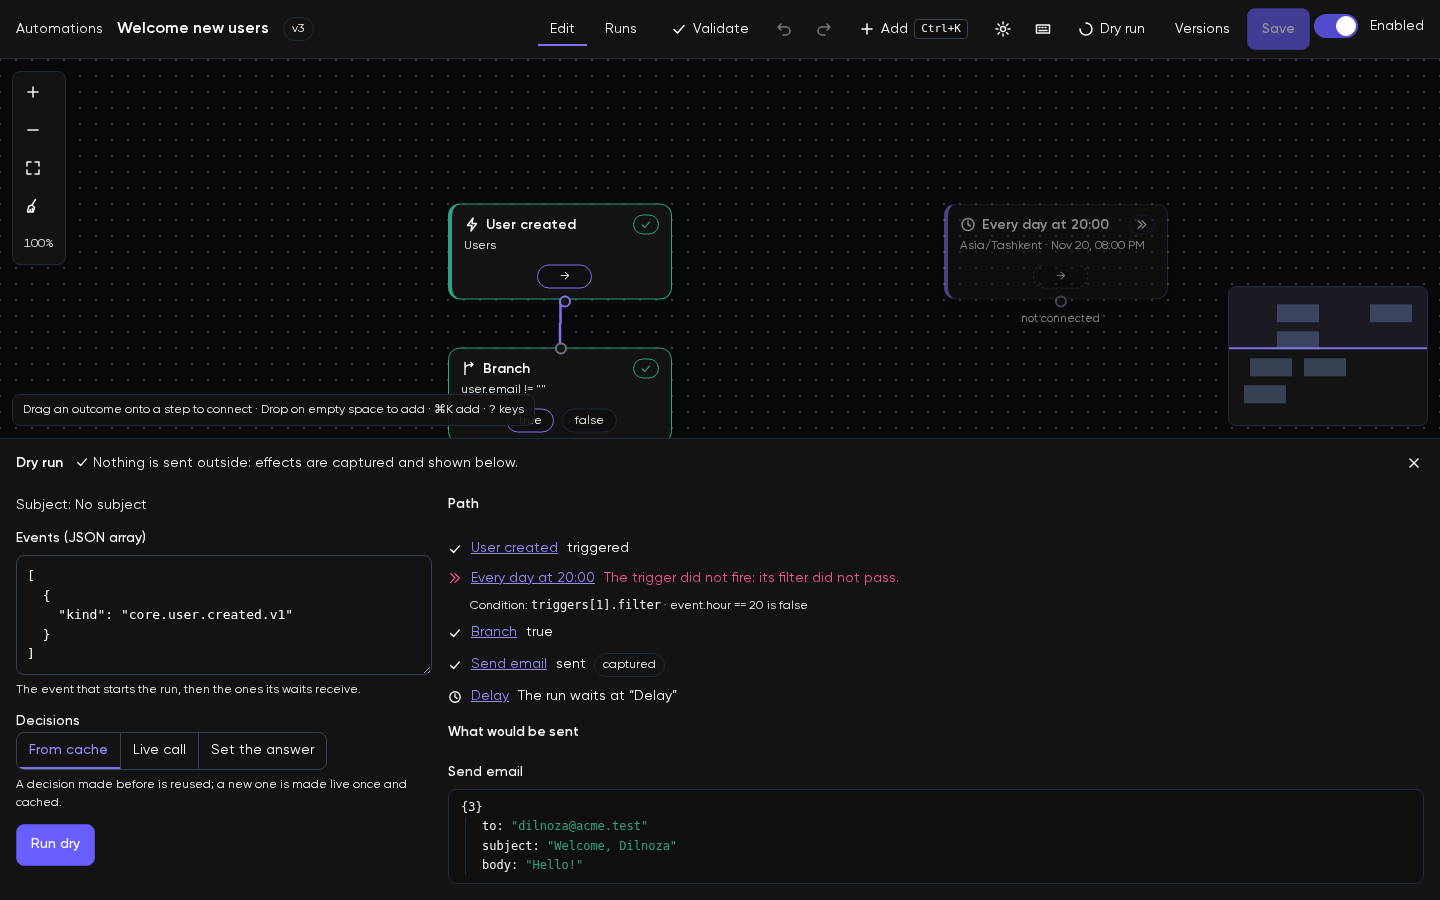 Automations Welcome new users v3 Edit Runs Validate Add Ctrl+K Dry run Versions Save Enabled
100%
User created
Users
→
Every day at 20:00
Asia/Tashkent · Nov 20, 08:00 PM
→
not connected
Branch
user.email != ""
true false
Drag an outcome onto a step to connect · Drop on empty space to add · ⌘K add · ? keys
Dry run Nothing is sent outside: effects are captured and shown below.
Subject: No subject
Events (JSON array)
[
{
"kind": "core.user.created.v1"
}
]
The event that starts the run, then the ones its waits receive.
Decisions
From cache Live call Set the answer
A decision made before is reused; a new one is made live once and
cached.
Run dry
Path
User created triggered
Every day at 20:00 The trigger did not fire: its filter did not pass.
Condition: triggers[1].filter · event.hour == 20 is false
Branch true
Send email sent captured
Delay The run waits at “Delay”
What would be sent
Send email
{3}
to: "dilnoza@acme.test"
subject: "Welcome, Dilnoza"
body: "Hello!"